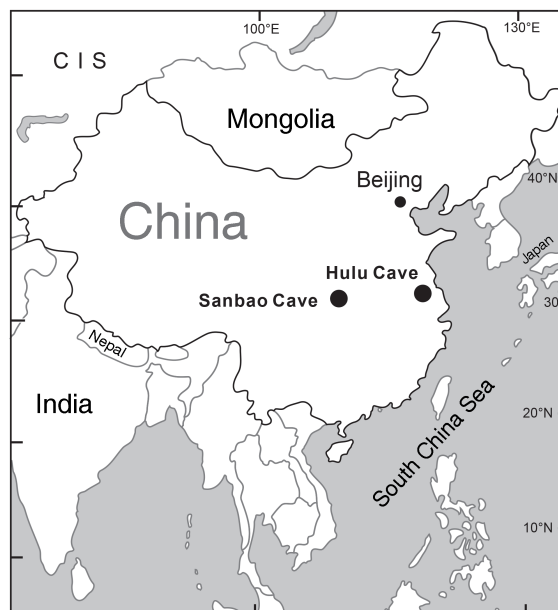 100°E
130°E
CIS
Mongolia
Beijing
40°N
China
Japan
Hulu Cave
Sanbao Cave
30
Nepal
India
20°N
South China Sea
10°N